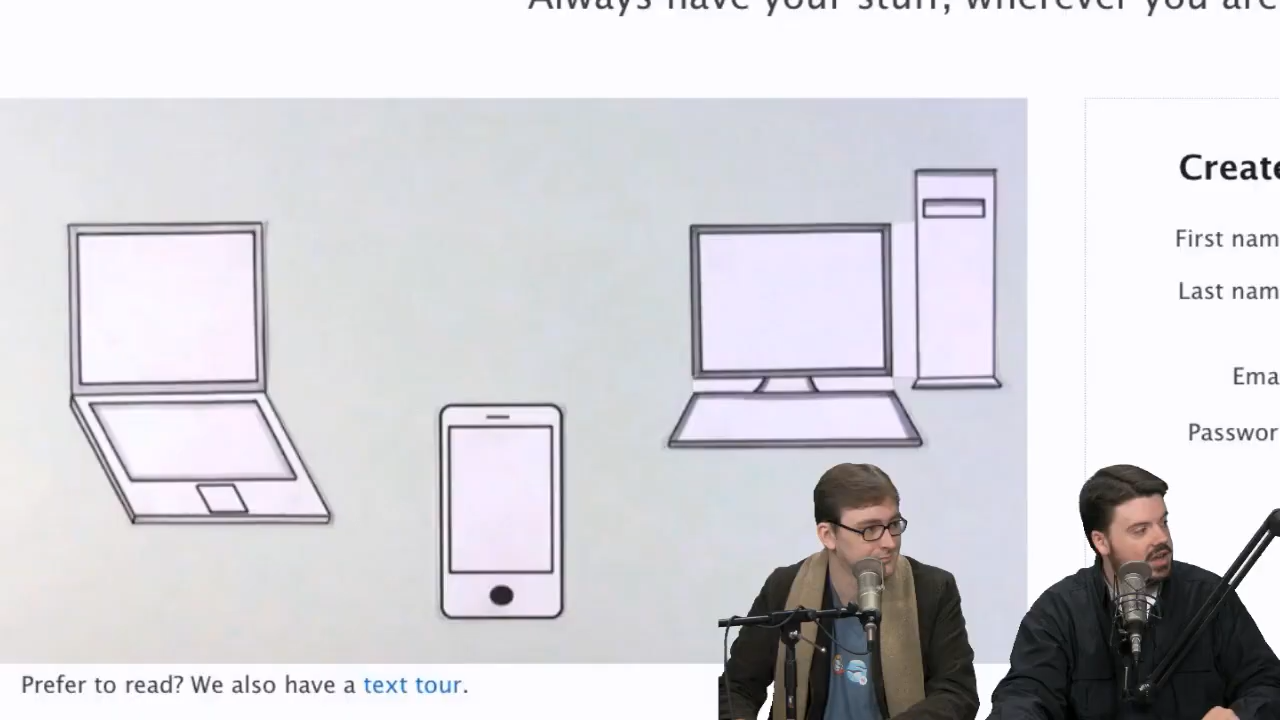 Always have your stuff, wherever you are
Create
First nam
Last nam
Ema
Passwor
Prefer to read? We also have a text tour.